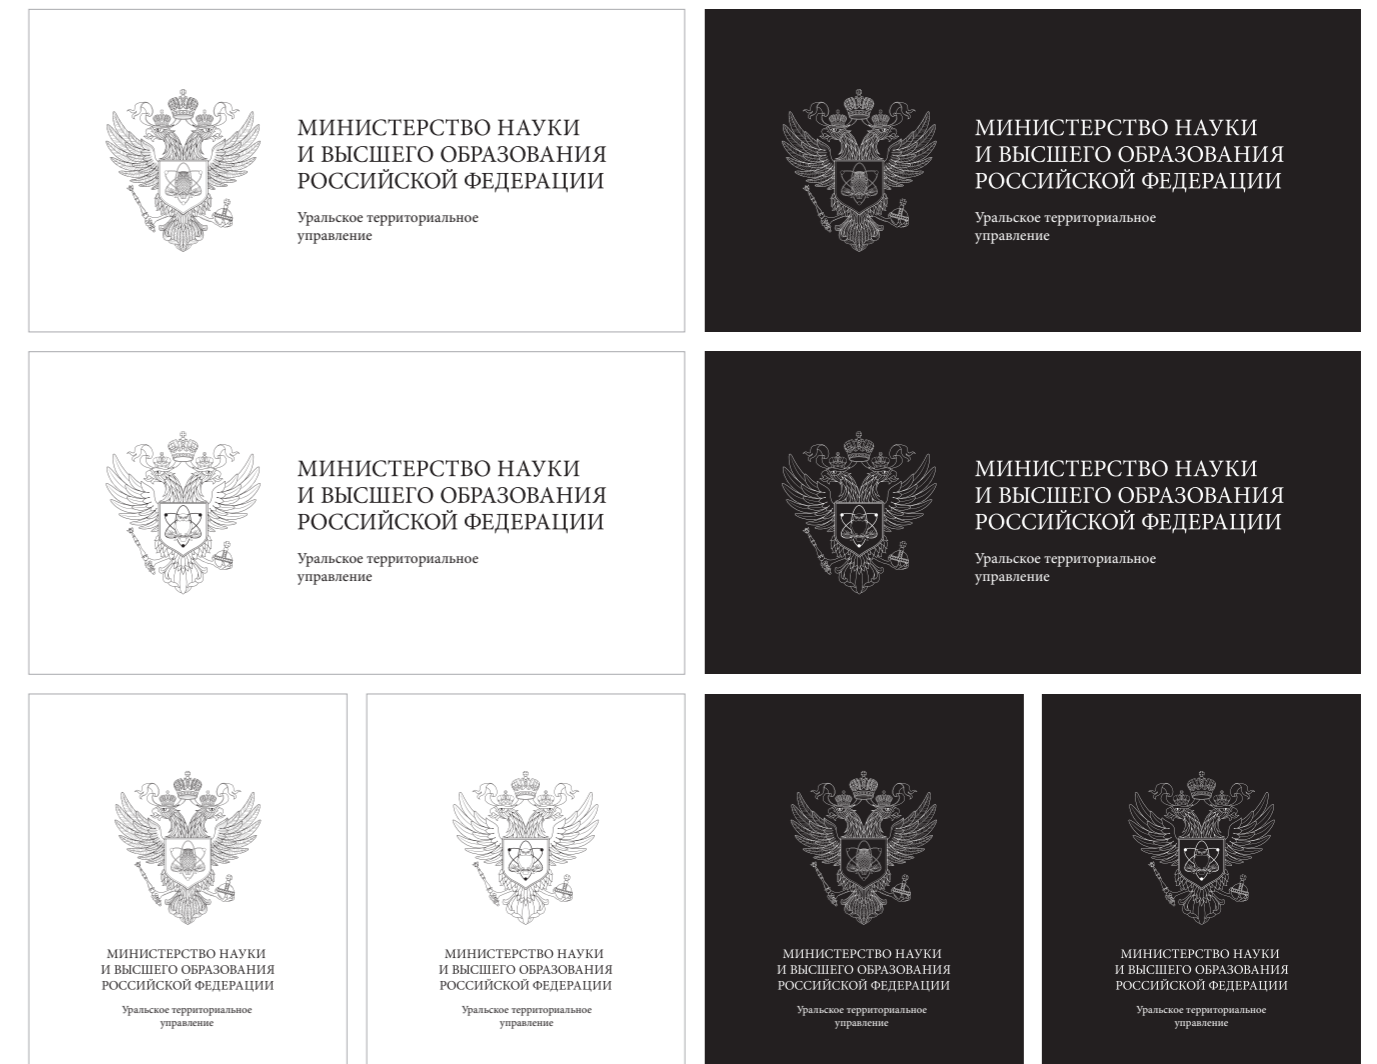 МИНИСТЕРСТВО НАУКИ
И ВЫСШЕГО ОБРАЗОВАНИЯ
РОССИЙСКОЙ ФЕДЕРАЦИИ
Уральское территориальное
управление
МИНИСТЕРСТВО НАУКИ
И ВЫСШЕГО ОБРАЗОВАНИЯ
РОССИЙСКОЙ ФЕДЕРАЦИИ
Уральское территориальное
управление
МИНИСТЕРСТВО НАУКИ
И ВЫСШЕГО ОБРАЗОВАНИЯ
РОССИЙСКОЙ ФЕДЕРАЦИИ
Уральское территориальное
управление
МИНИСТЕРСТВО НАУКИ
И ВЫСШЕГО ОБРАЗОВАНИЯ
РОССИЙСКОЙ ФЕДЕРАЦИИ
Уральское территориальное
управление
МИНИСТЕРСТВО НАУКИ
И ВЫСШЕГО ОБРАЗОВАНИЯ
РОССИЙСКОЙ ФЕДЕРАЦИИ
Уральское территориальное
управление
МИНИСТЕРСТВО НАУКИ
И ВЫСШЕГО ОБРАЗОВАНИЯ
РОССИЙСКОЙ ФЕДЕРАЦИИ
Уральское территориальное
управление
МИНИСТЕРСТВО НАУКИ
И ВЫСШЕГО ОБРАЗОВАНИЯ
РОССИЙСКОЙ ФЕДЕРАЦИИ
Уральское территориальное
управление
МИНИСТЕРСТВО НАУКИ
И ВЫСШЕГО ОБРАЗОВАНИЯ
РОССИЙСКОЙ ФЕДЕРАЦИИ
Уральское территориальное
управление